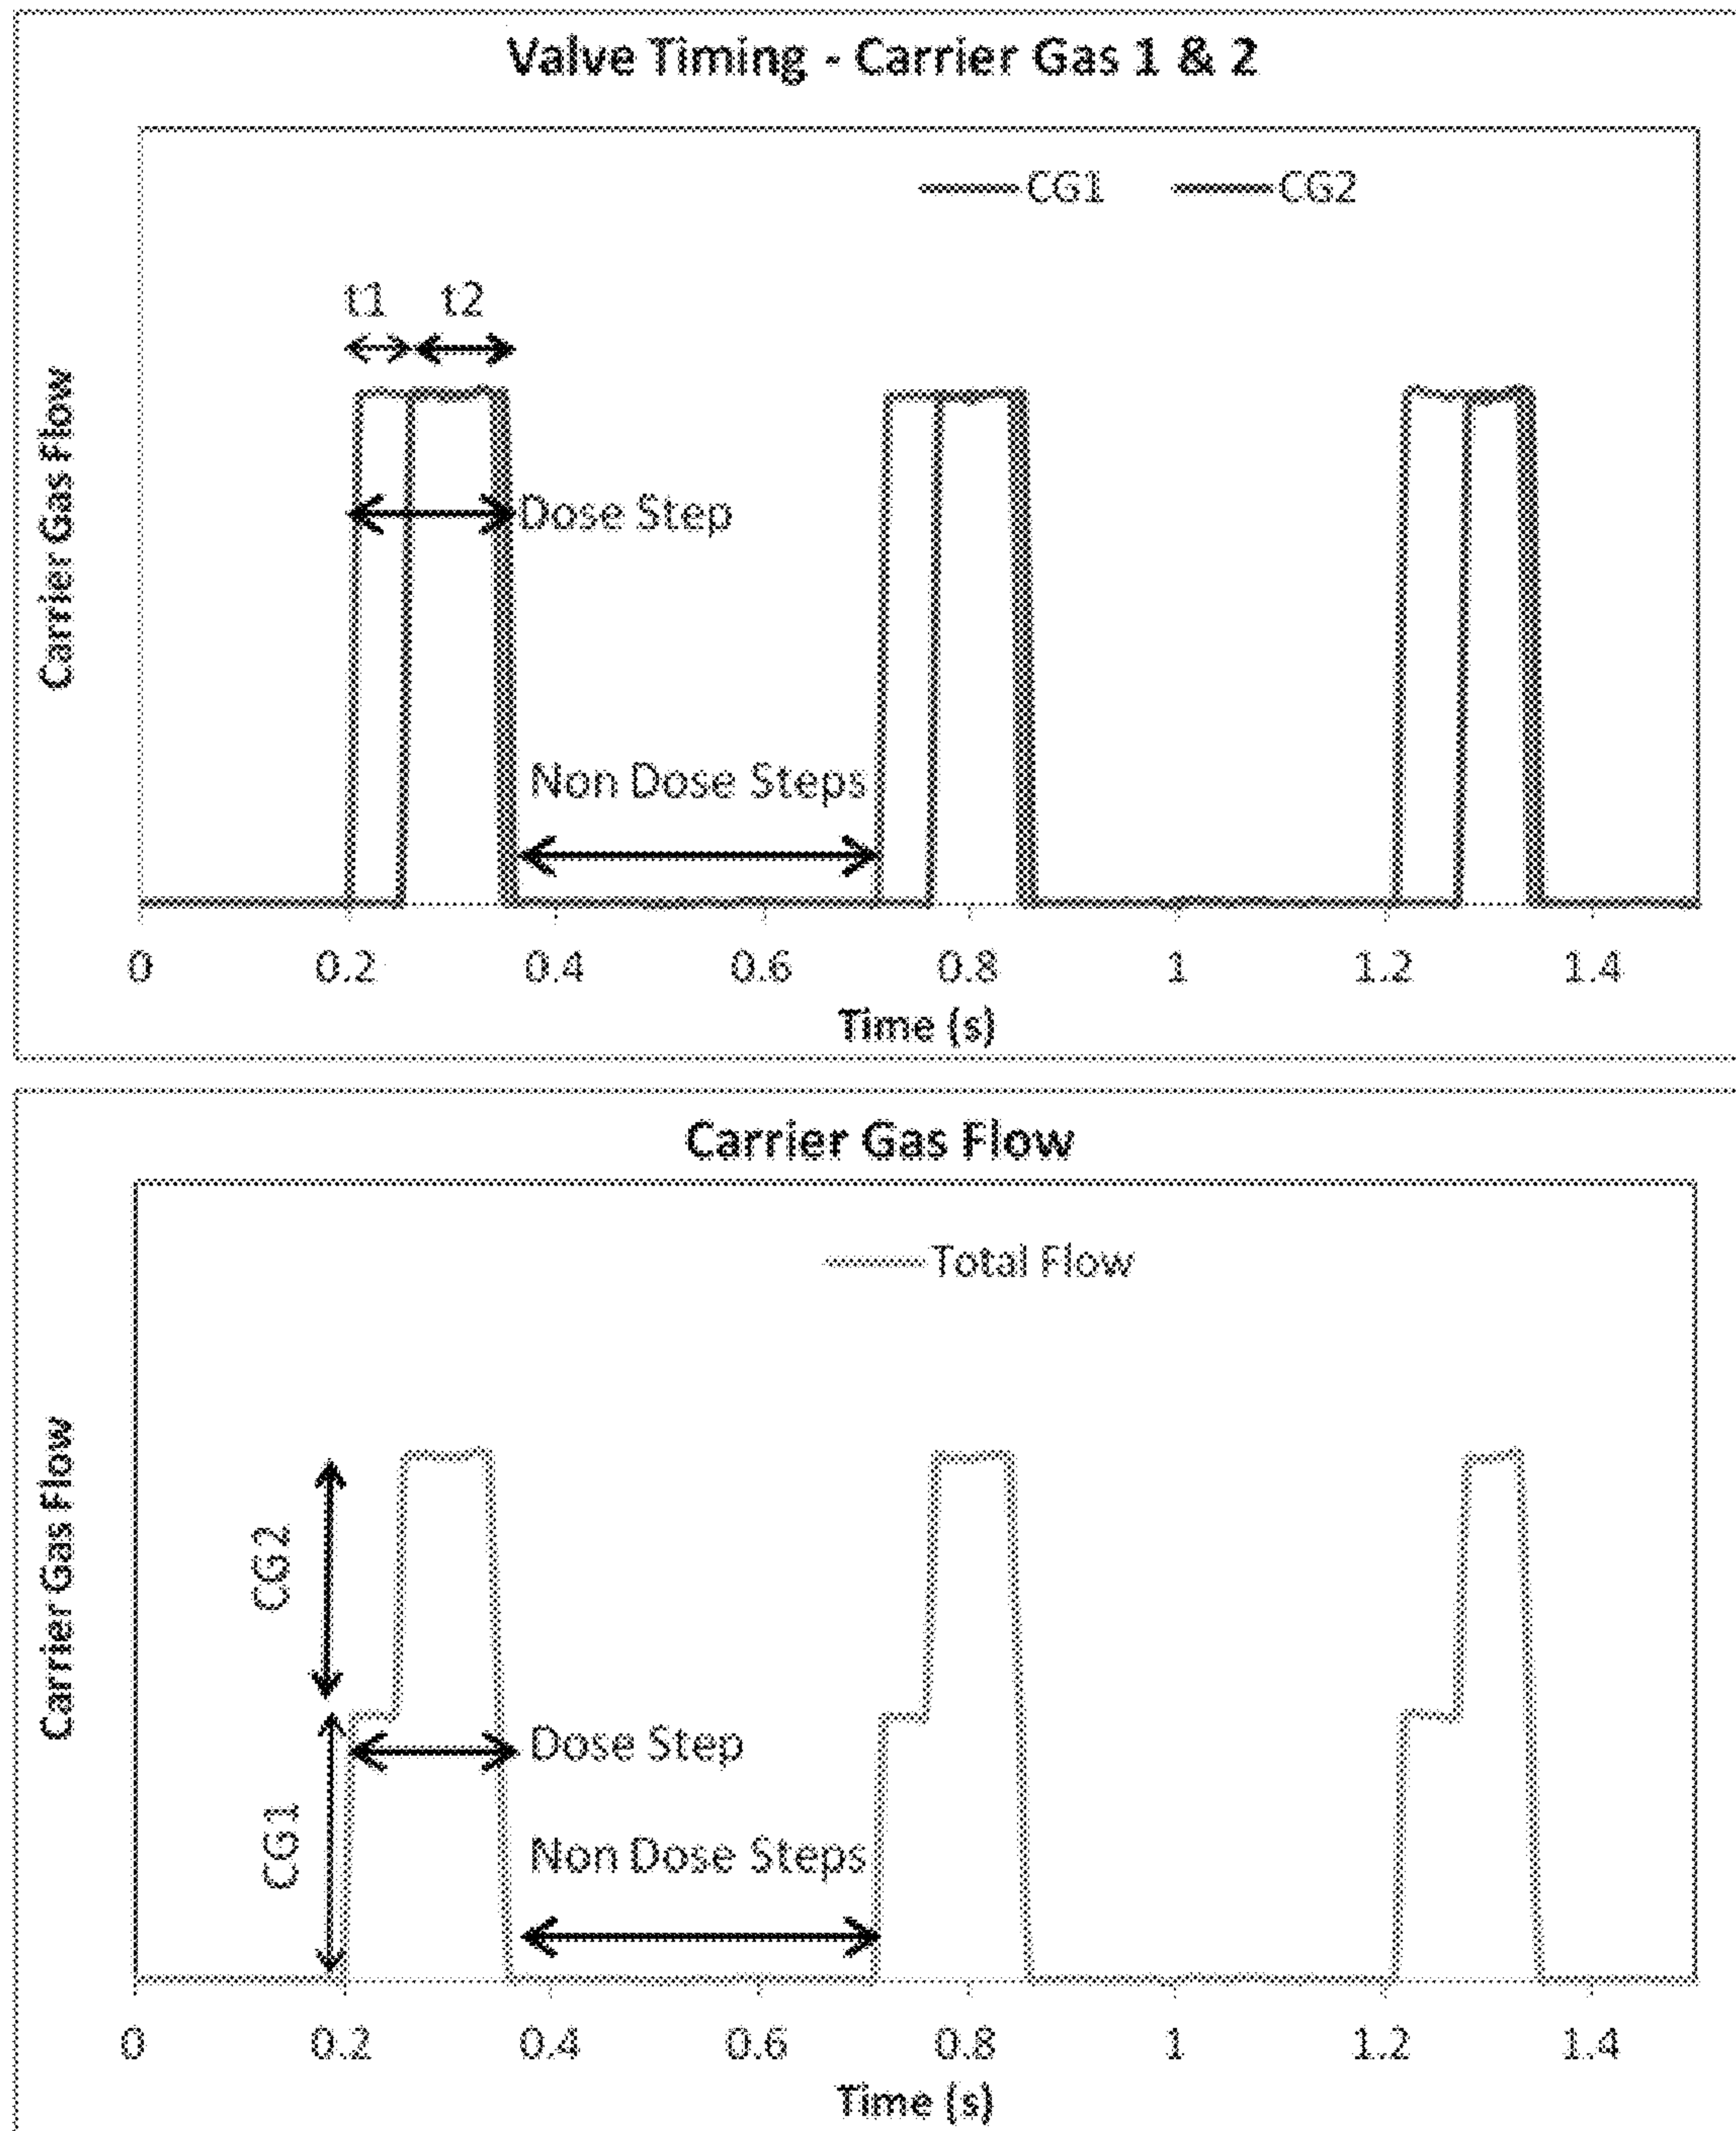 Valve Timing - Carrier Gas 1 & 2
CG1 CG2
t1 t2
Carrier Gas Flow
Dose Step
Non Dose Steps
0 0.2 0.4 0.6 0.8 1 1.2 1.4
Time (s)
Carrier Gas Flow
Total Flow
Carrier Gas Flow
CG2
Dose Step
CG1
Non Dose Steps
0 0.2 0.4 0.6 0.8 1 1.2 1.4
Time (s)